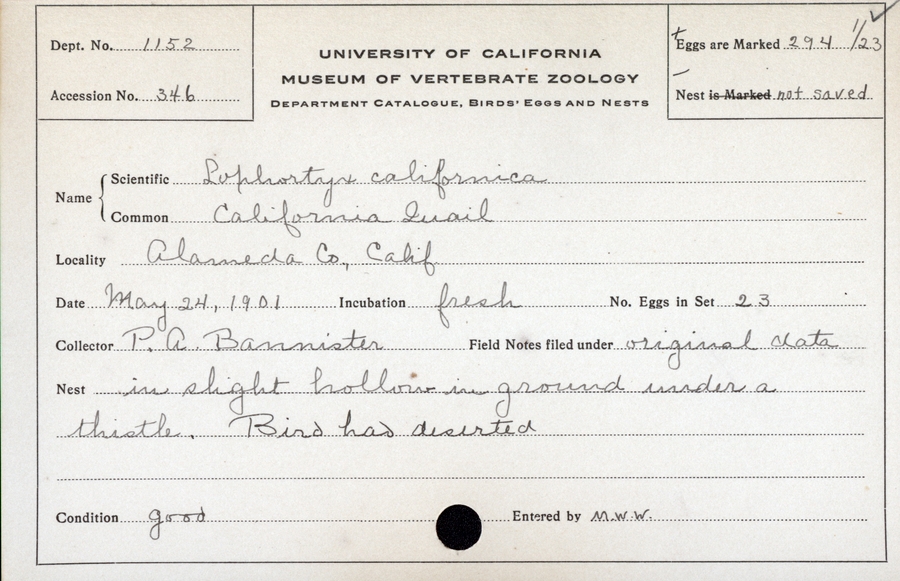 Dept. No. 1152
Accession No. 346
UNIVERSITY OF CALIFORNIA
MUSEUM OF VERTEBRATE ZOOLOGY
DEPARTMENT CATALOGUE, BIRDS' EGGS AND NESTS
Eggs are Marked 294 1/23
Nest is Marked not saved
Name { Scientific Lophortyx californica
Common California Quail
Locality Alameda Co., Calif
Date May 24, 1901 Incubation fresh No. Eggs in Set 23
Collector P. A. Bannister Field Notes filed under original data
Nest in slight hollow in ground under a
thistle. Bird had deserted
Condition good Entered by M.W.W.